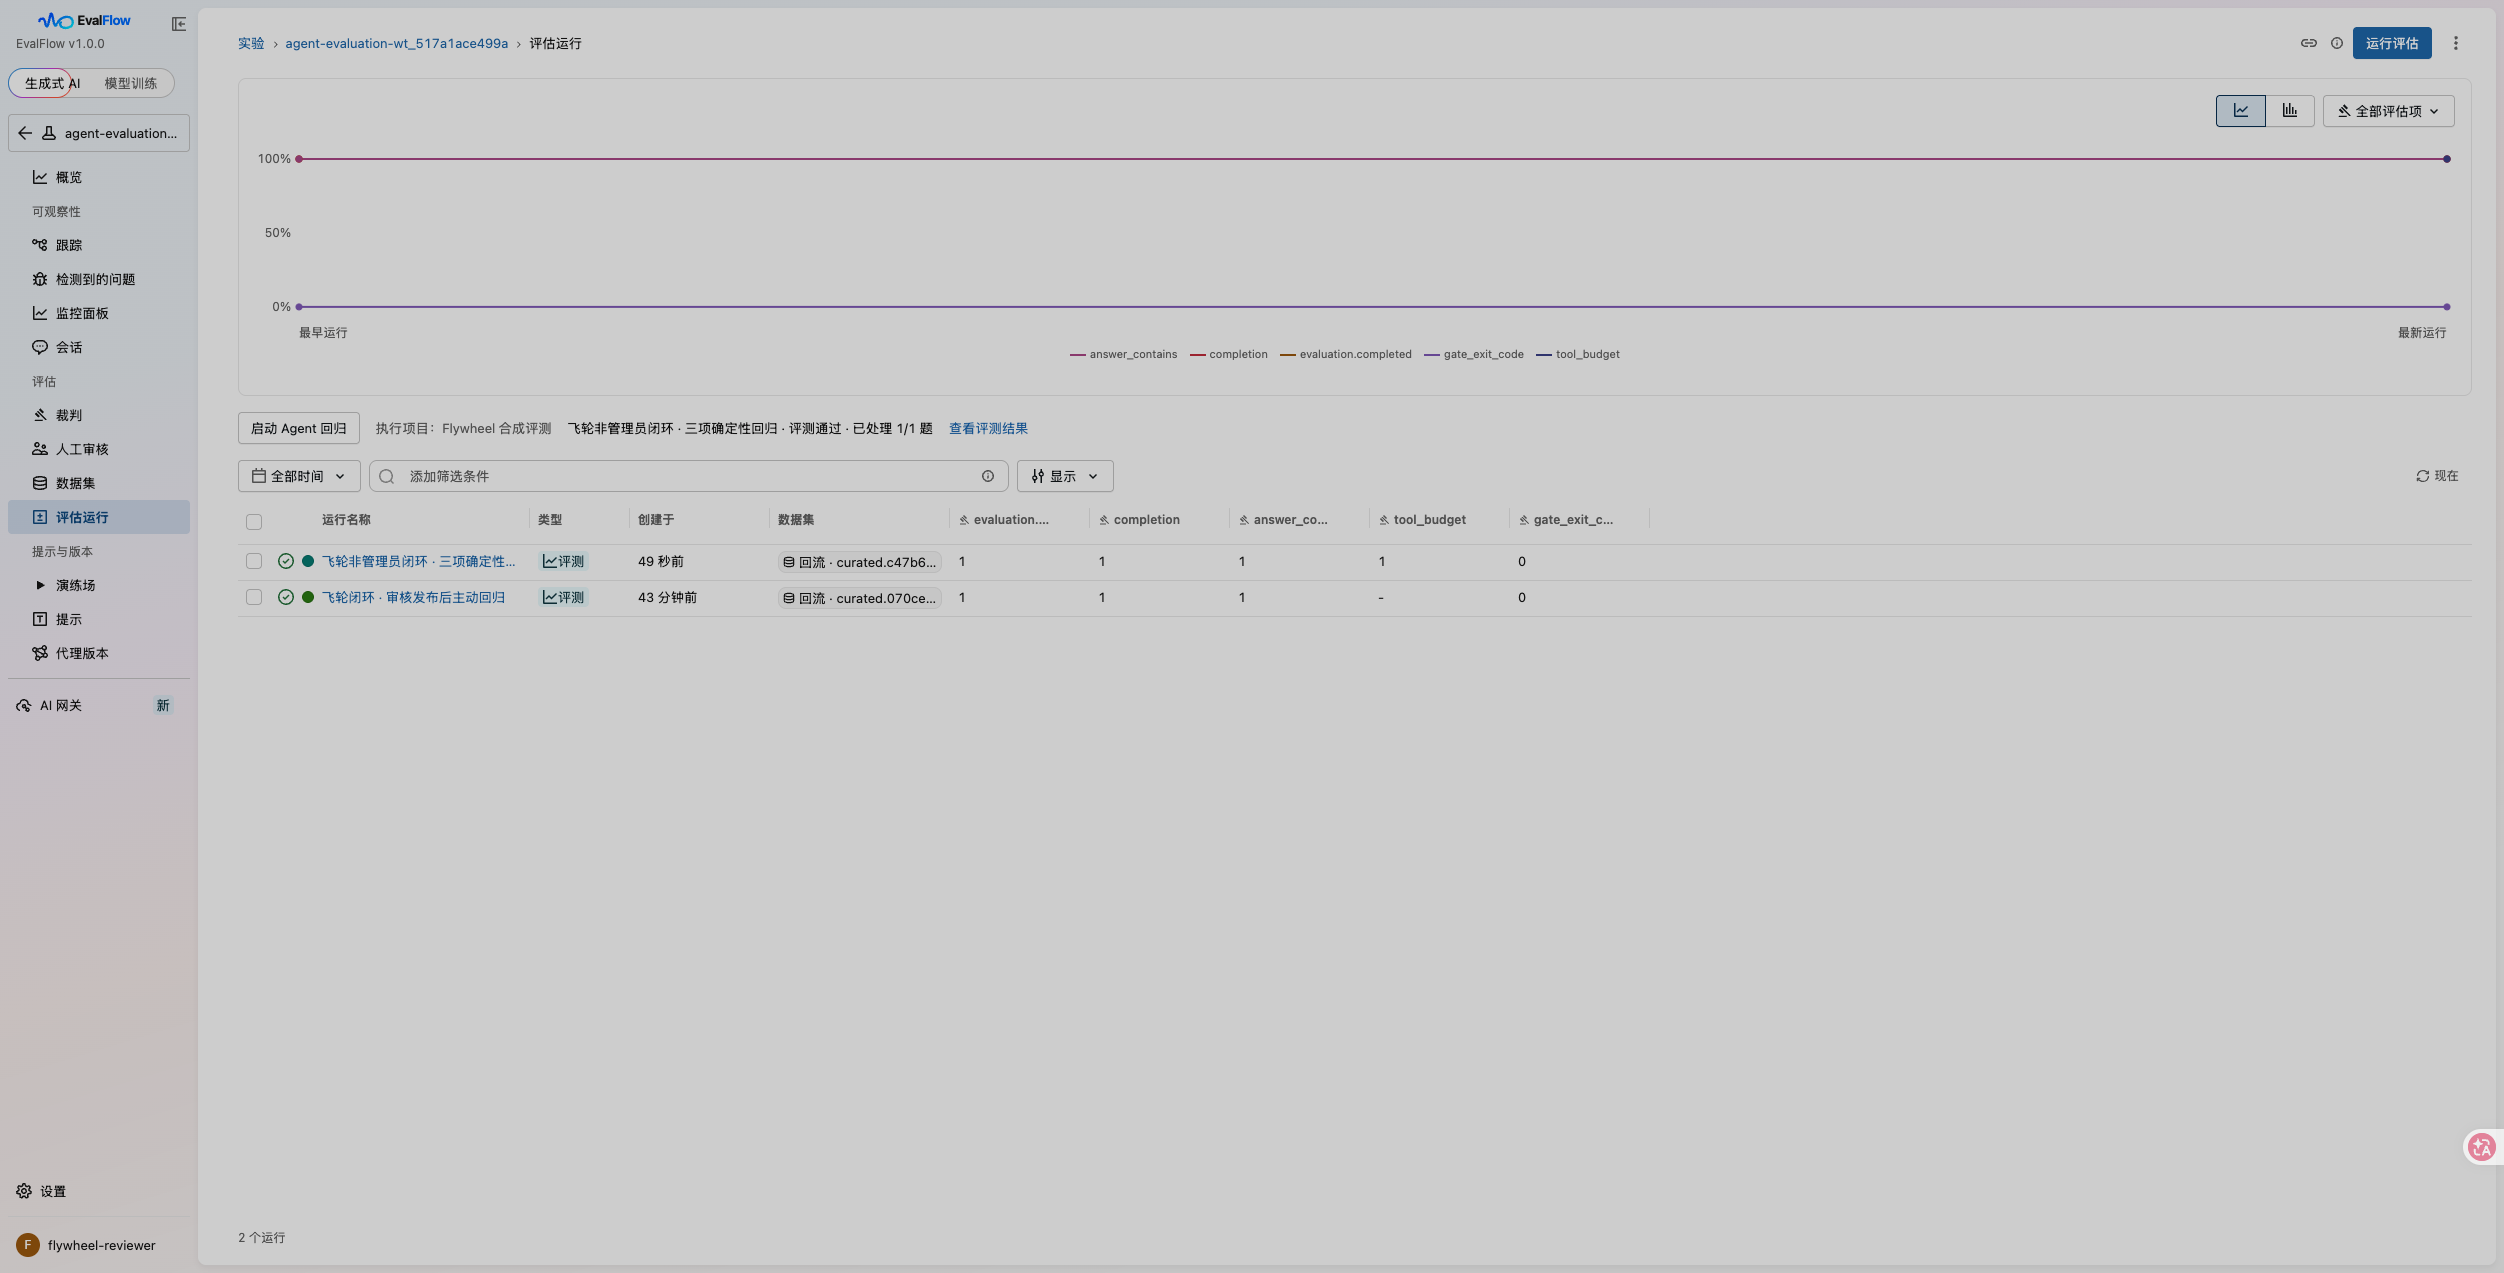 EvalFlow
EvalFlow v1.0.0
生成式 AI
模型训练
agent-evaluation...
概览
可观察性
跟踪
检测到的问题
监控面板
会话
评估
裁判
人工审核
数据集
评估运行
提示与版本
演练场
提示
代理版本
AI 网关
新
设置
F
flywheel-reviewer
实验 › agent-evaluation-wt_517a1ace499a › 评估运行
运行评估
全部评估项
100%
50%
0%
最早运行
最新运行
answer_contains
completion
evaluation.completed
gate_exit_code
tool_budget
启动 Agent 回归
执行项目：Flywheel 合成评测
飞轮非管理员闭环 · 三项确定性回归 · 评测通过 · 已处理 1/1 题
查看评测结果
全部时间
添加筛选条件
显示
现在
运行名称 类型 创建于 数据集 evaluation.... completion answer_co... tool_budget gate_exit_c...
飞轮非管理员闭环 · 三项确定性... 评测 49 秒前 回流 · curated.c47b6... 1 1 1 1 0
飞轮闭环 · 审核发布后主动回归 评测 43 分钟前 回流 · curated.070ce... 1 1 1 - 0
2 个运行